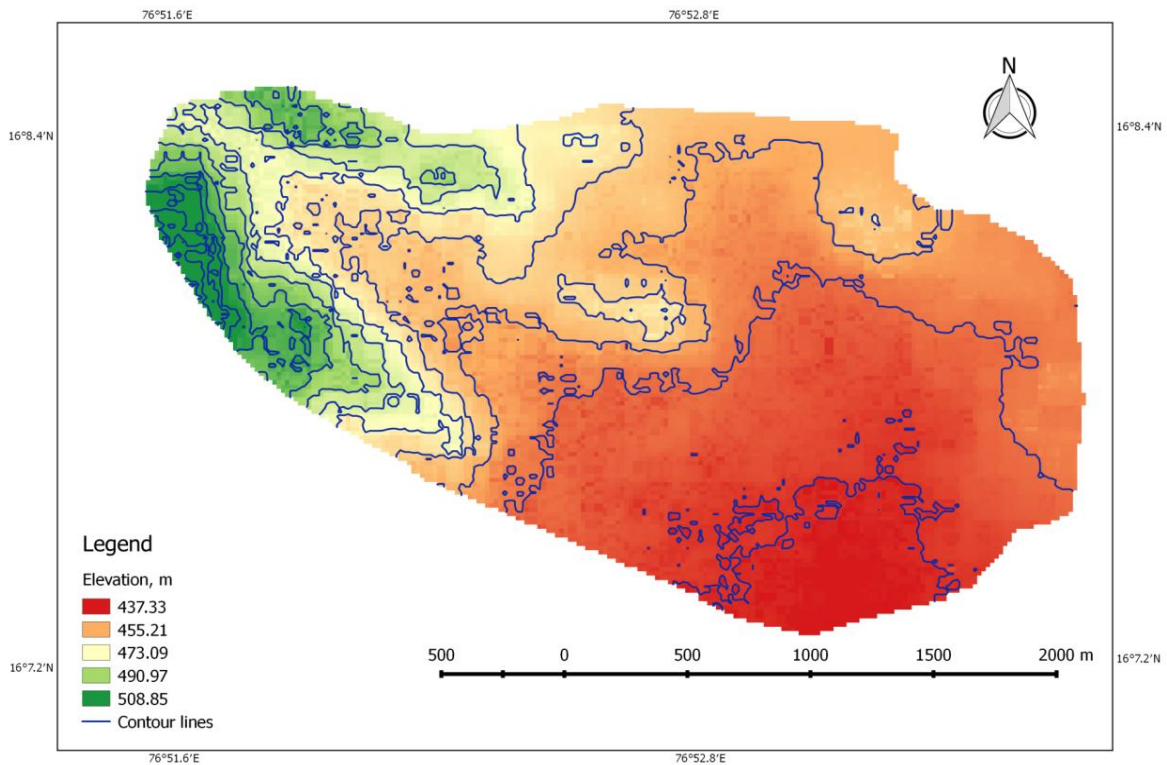 76°51.6′E
76°52.8′E
N
16°8.4′N
16°8.4′N
Legend
Elevation, m
437.33
455.21
473.09
490.97
508.85
Contour lines
500 0 500 1000 1500 2000 m
16°7.2′N
16°7.2′N
76°51.6′E
76°52.8′E